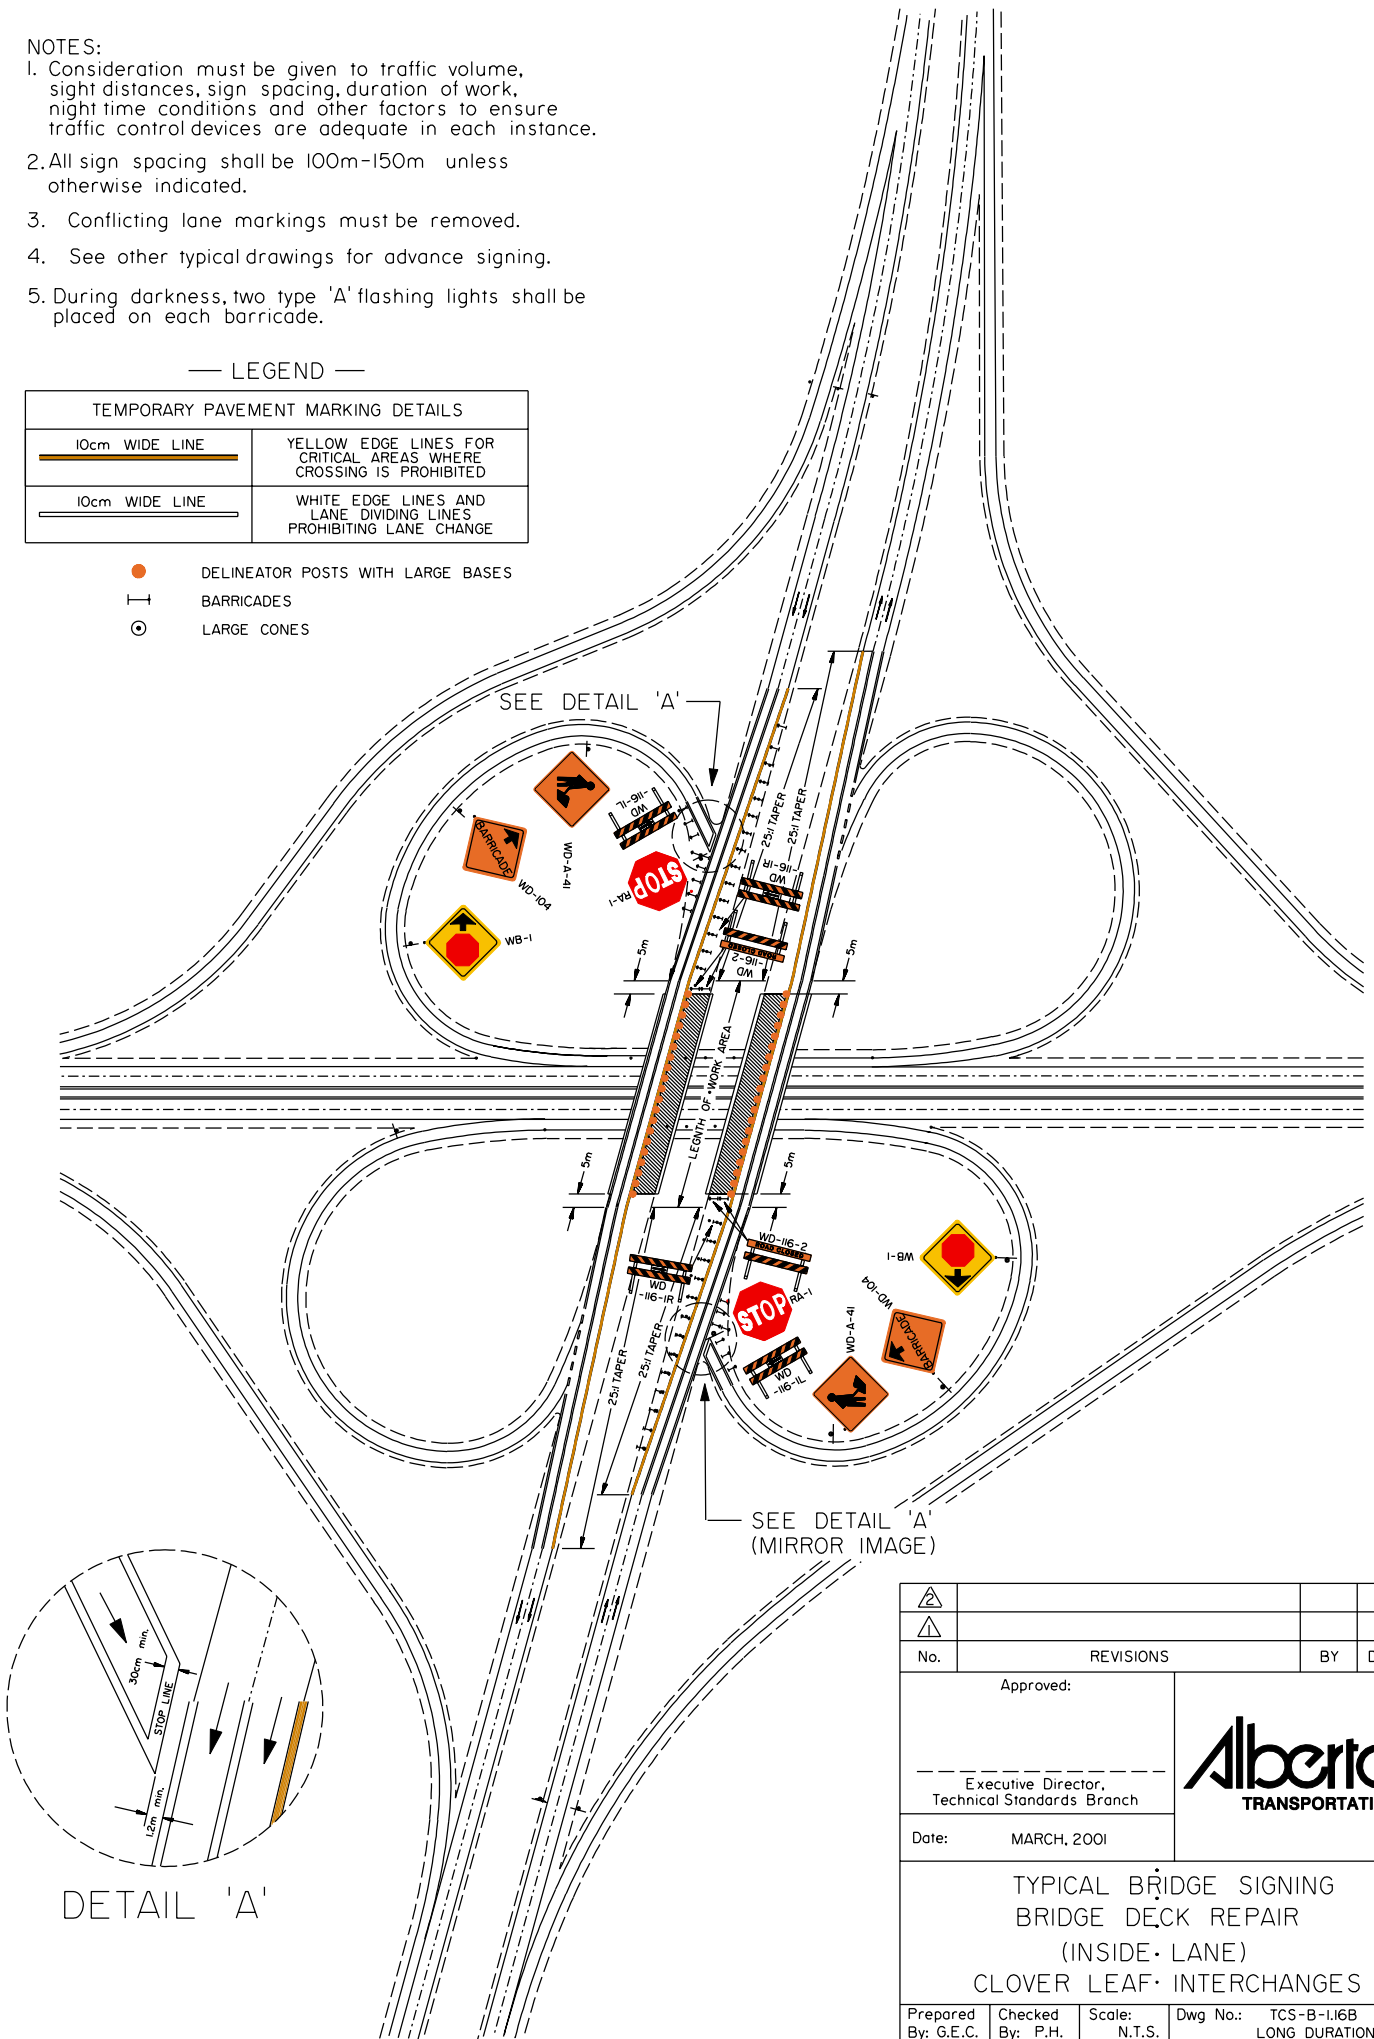 NOTES:
1. Consideration must be given to traffic volume,
sight distances, sign spacing, duration of work,
night time conditions and other factors to ensure
traffic control devices are adequate in each instance.
2. All sign spacing shall be 100m-150m unless
otherwise indicated.
3. Conflicting lane markings must be removed.
4. See other typical drawings for advance signing.
5. During darkness, two type 'A' flashing lights shall be
placed on each barricade.
LEGEND
TEMPORARY PAVEMENT MARKING DETAILS
10cm WIDE LINE
YELLOW EDGE LINES FOR
CRITICAL AREAS WHERE
CROSSING IS PROHIBITED
10cm WIDE LINE
WHITE EDGE LINES AND
LANE DIVIDING LINES
PROHIBITING LANE CHANGE
DELINEATOR POSTS WITH LARGE BASES
BARRICADES
LARGE CONES
SEE DETAIL 'A'
WD
-116-1L
BARRICADE
WD-104
WD-A-41
STOP
RA-1
WB-1
25:1 TAPER
25:1 TAPER
WD
-116-1R
ROAD CLOSED
WD
-116-2
5m
5m
LEGNTH OF WORK AREA
5m
5m
WD-116-2
ROAD CLOSED
WD
-116-1R
STOP
RA-1
WB-1
WD-104
BARRICADE
WD-A-41
WD
-116-1L
25:1 TAPER
25:1 TAPER
SEE DETAIL 'A'
(MIRROR IMAGE)
30cm min.
STOP LINE
1.2m min.
DETAIL 'A'
2
1
No.
REVISIONS
BY
D
Approved:
Executive Director,
Technical Standards Branch
Date: MARCH, 2001
Alberta
TRANSPORTATI
TYPICAL BRIDGE SIGNING
BRIDGE DECK REPAIR
(INSIDE LANE)
CLOVER LEAF INTERCHANGES
Prepared
By: G.E.C.
Checked
By: P.H.
Scale:
N.T.S.
Dwg No.: TCS-B-1.16B
LONG DURATION